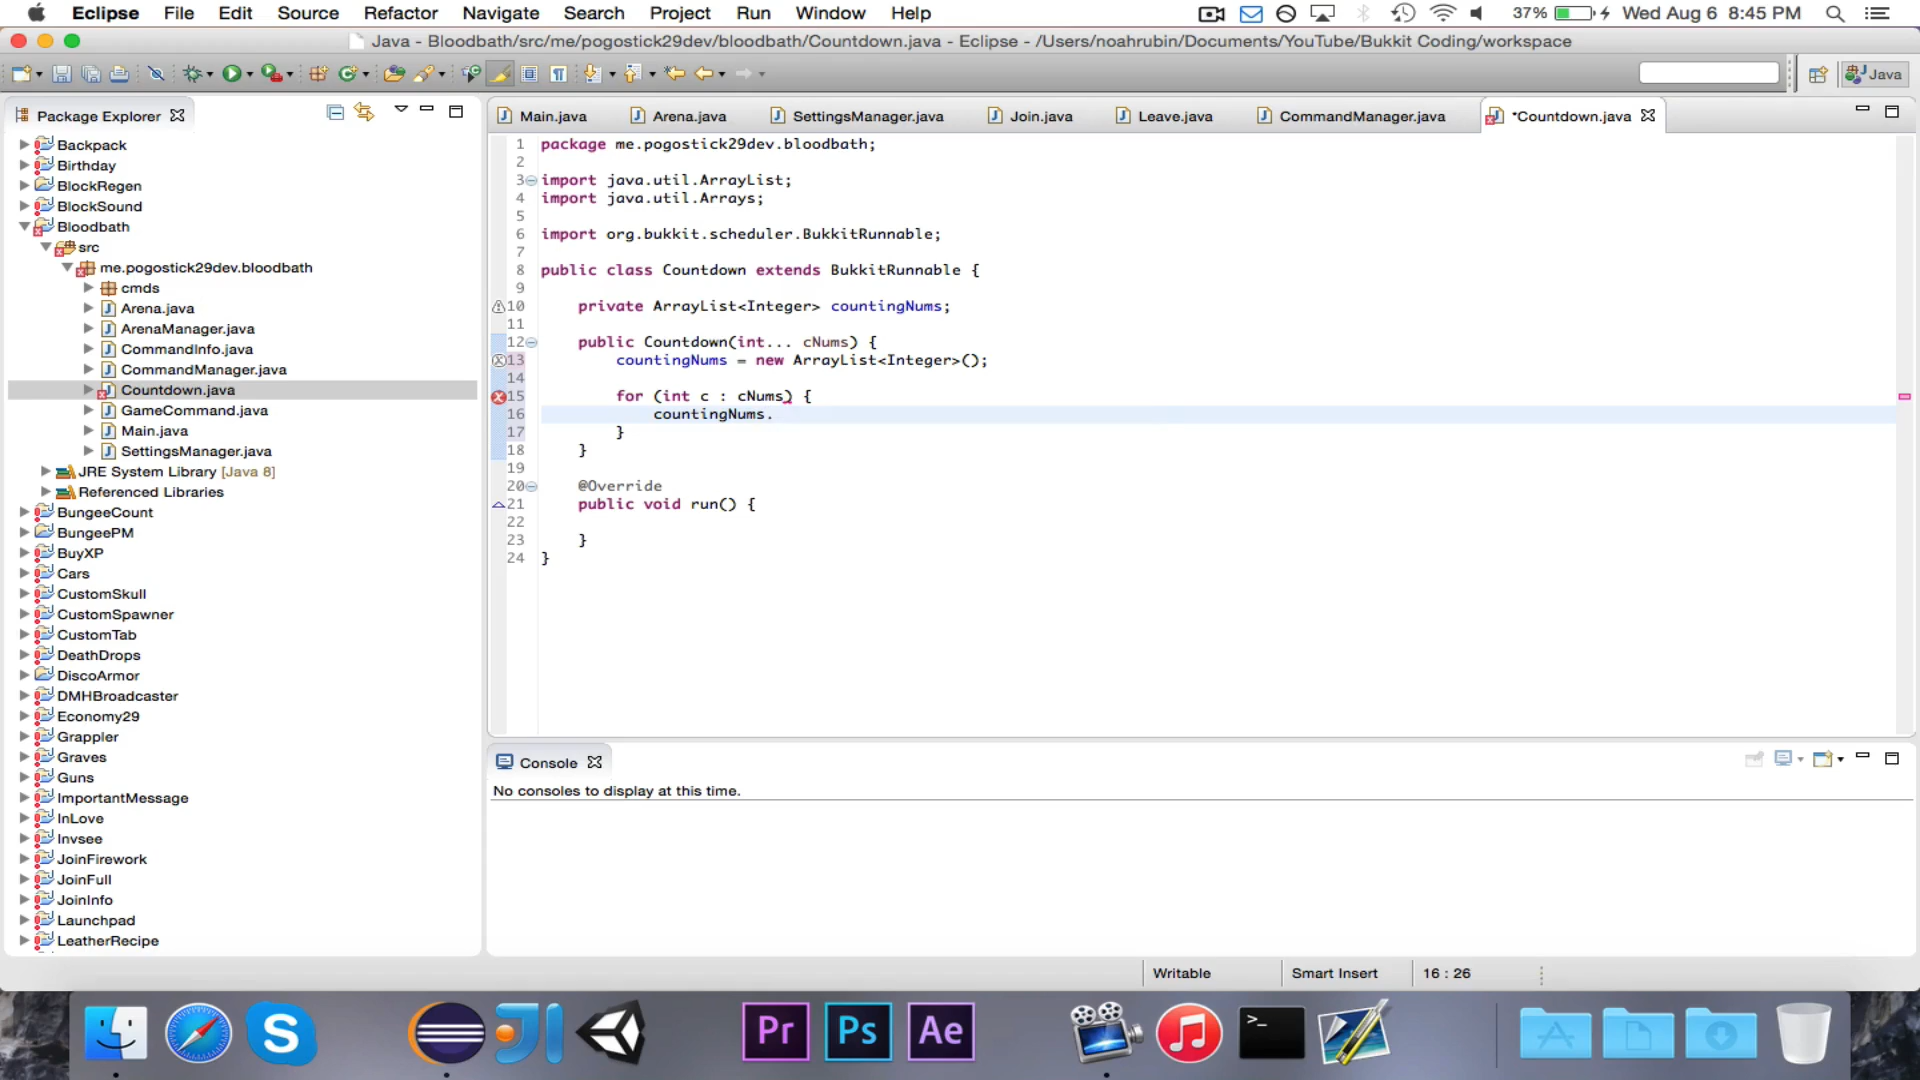 Eclipse File Edit Source Refactor Navigate Search Project Run Window Help 37% Wed Aug 6 8:45 PM
Java - Bloodbath/src/me/pogostick29dev/bloodbath/Countdown.java - Eclipse - /Users/noahrubin/Documents/YouTube/Bukkit Coding/workspace
Java
Package Explorer
Backpack
Birthday
BlockRegen
BlockSound
Bloodbath
src
me.pogostick29dev.bloodbath
cmds
Arena.java
ArenaManager.java
CommandInfo.java
CommandManager.java
Countdown.java
GameCommand.java
Main.java
SettingsManager.java
JRE System Library [Java 8]
Referenced Libraries
BungeeCount
BungeePM
BuyXP
Cars
CustomSkull
CustomSpawner
CustomTab
DeathDrops
DiscoArmor
DMHBroadcaster
Economy29
Grappler
Graves
Guns
ImportantMessage
InLove
Invsee
JoinFirework
JoinFull
JoinInfo
Launchpad
LeatherRecipe
Main.java Arena.java SettingsManager.java Join.java Leave.java CommandManager.java *Countdown.java
1 package me.pogostick29dev.bloodbath;
2
3 import java.util.ArrayList;
4 import java.util.Arrays;
5
6 import org.bukkit.scheduler.BukkitRunnable;
7
8 public class Countdown extends BukkitRunnable {
9
10 private ArrayList<Integer> countingNums;
11
12 public Countdown(int... cNums) {
13 countingNums = new ArrayList<Integer>();
14
15 for (int c : cNums) {
16 countingNums.
17 }
18 }
19
20 @Override
21 public void run() {
22
23 }
24 }
Console
No consoles to display at this time.
Writable Smart Insert 16 : 26
S Pr Ps Ae >_